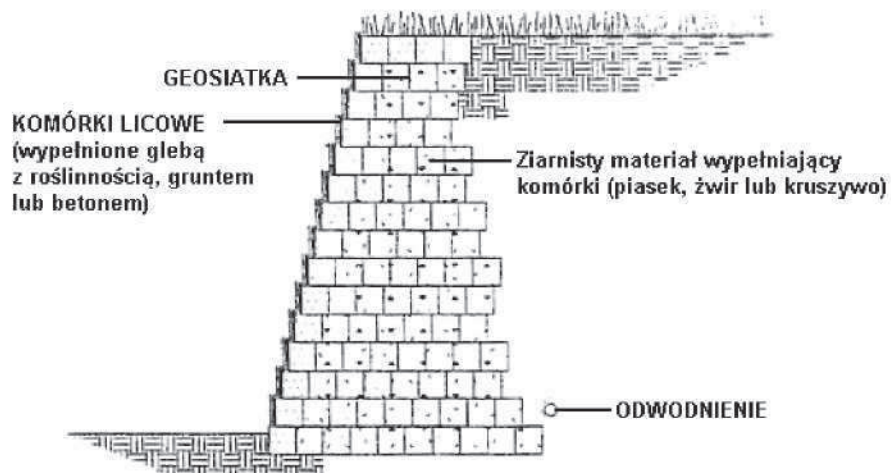 GEOSIATKA
KOMÓRKI LICOWE
(wypełnione glebą
z roślinnością, gruntem
lub betonem)
Ziarnisty materiał wypełniający
komórki (piasek, żwir lub kruszywo)
ODWODNIENIE